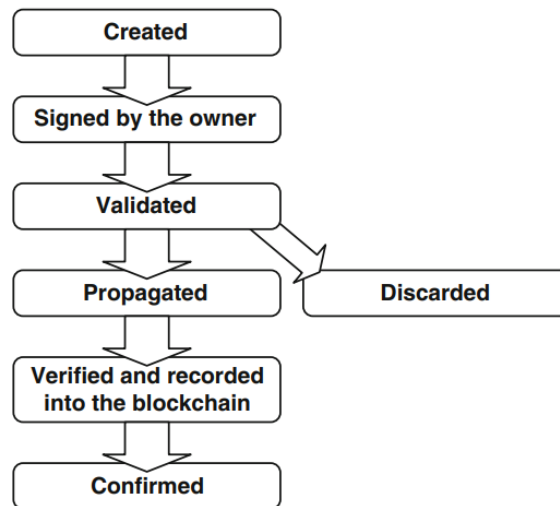 Created
Signed by the owner
Validated
Propagated
Discarded
Verified and recorded
into the blockchain
Confirmed